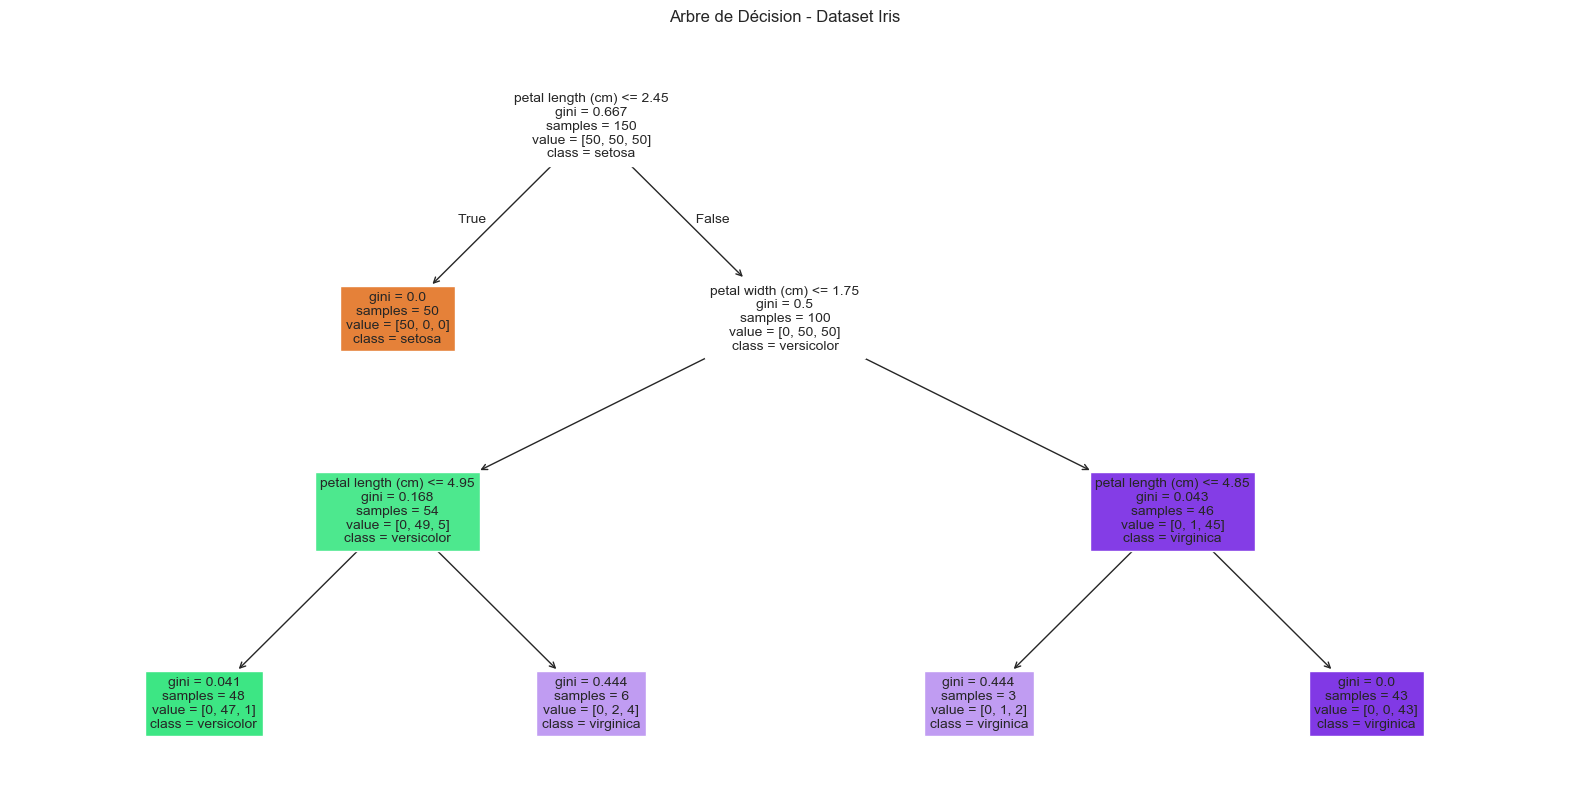 Arbre de Décision - Dataset Iris
petal length (cm) <= 2.45
gini = 0.667
samples = 150
value = [50, 50, 50]
class = setosa
True
False
gini = 0.0
samples = 50
value = [50, 0, 0]
class = setosa
petal width (cm) <= 1.75
gini = 0.5
samples = 100
value = [0, 50, 50]
class = versicolor
petal length (cm) <= 4.95
gini = 0.168
samples = 54
value = [0, 49, 5]
class = versicolor
petal length (cm) <= 4.85
gini = 0.043
samples = 46
value = [0, 1, 45]
class = virginica
gini = 0.041
samples = 48
value = [0, 47, 1]
class = versicolor
gini = 0.444
samples = 6
value = [0, 2, 4]
class = virginica
gini = 0.444
samples = 3
value = [0, 1, 2]
class = virginica
gini = 0.0
samples = 43
value = [0, 0, 43]
class = virginica